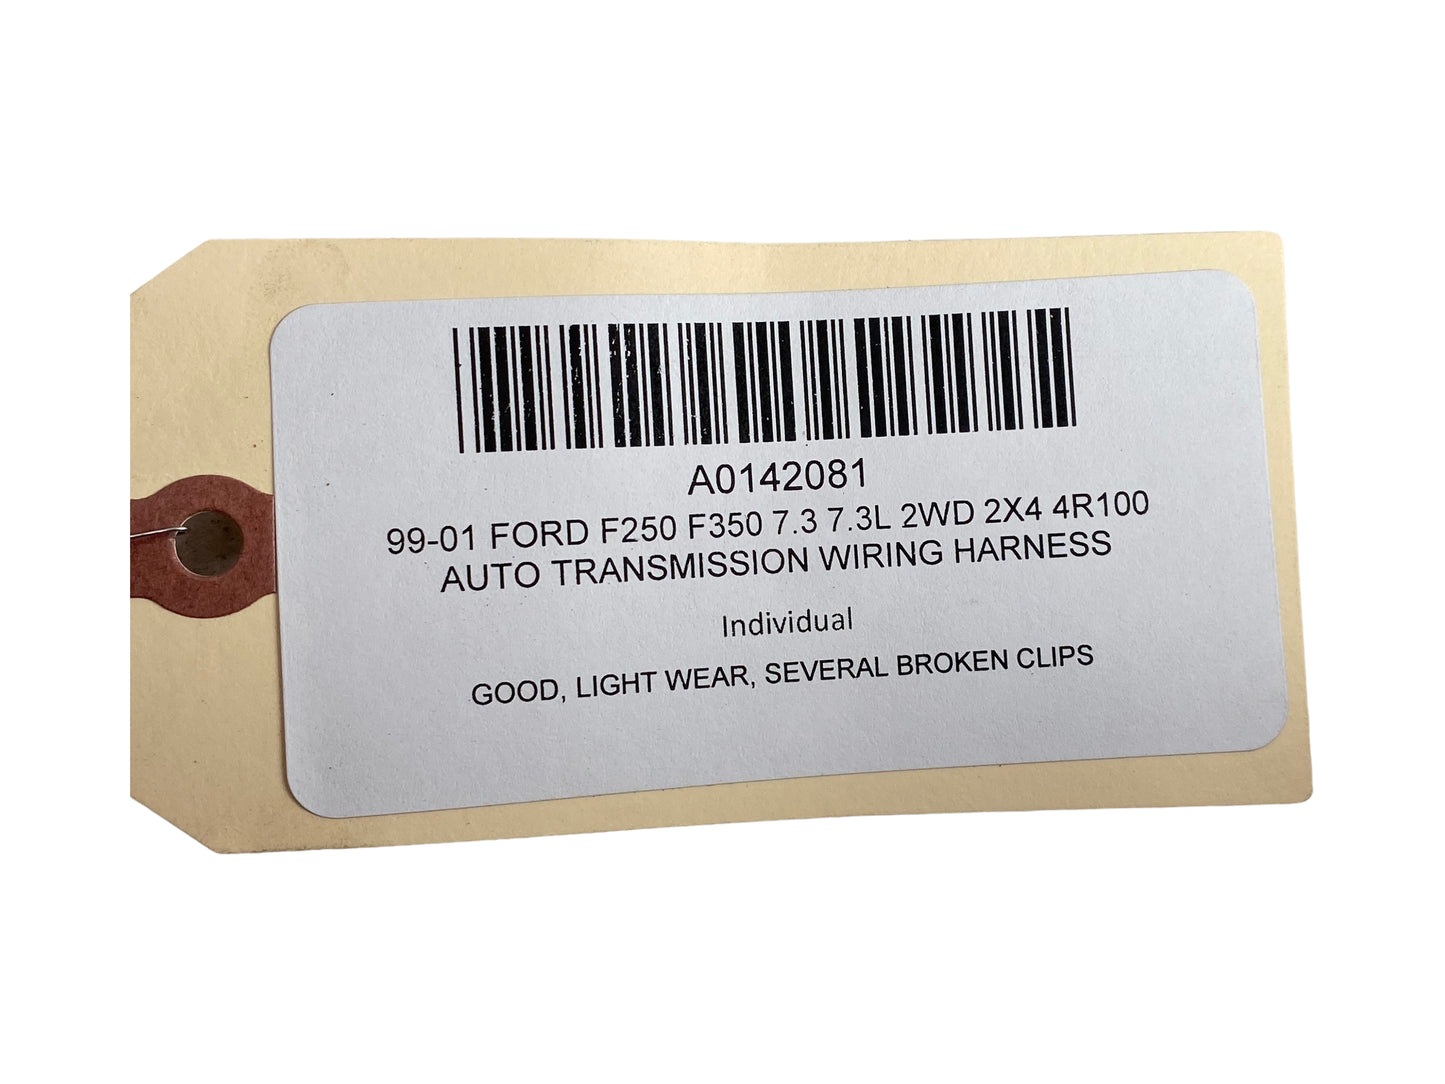 A0142081
99-01 FORD F250 F350 7.3 7.3L 2WD 2X4 4R100
AUTO TRANSMISSION WIRING HARNESS
Individual
GOOD, LIGHT WEAR, SEVERAL BROKEN CLIPS